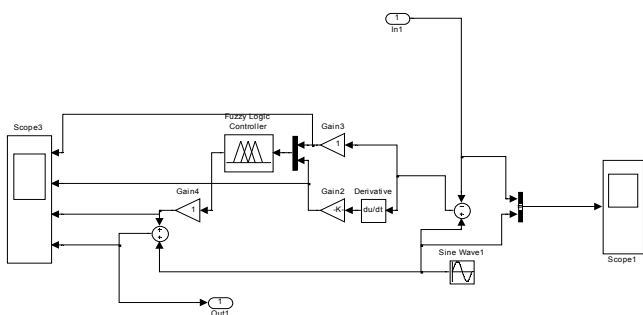 1
In1
Scope3
Fuzzy Logic
Controller
Gain3
1
Gain4
1
Gain2
-K-
Derivative
du/dt
Sine Wave1
Scope1
1
Out1